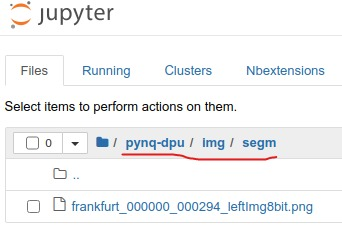 jupyter
Files Running Clusters Nbextensions
Select items to perform actions on them.
0 / pynq-dpu / img / segm
..
frankfurt_000000_000294_leftImg8bit.png